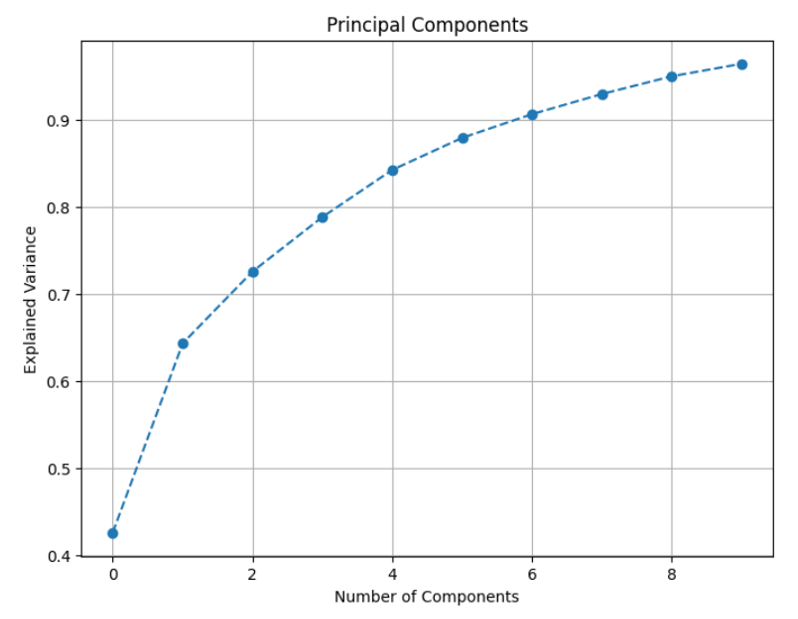 Principal Components
Explained Variance
0.9
0.8
0.7
0.6
0.5
0.4
0 2 4 6 8
Number of Components